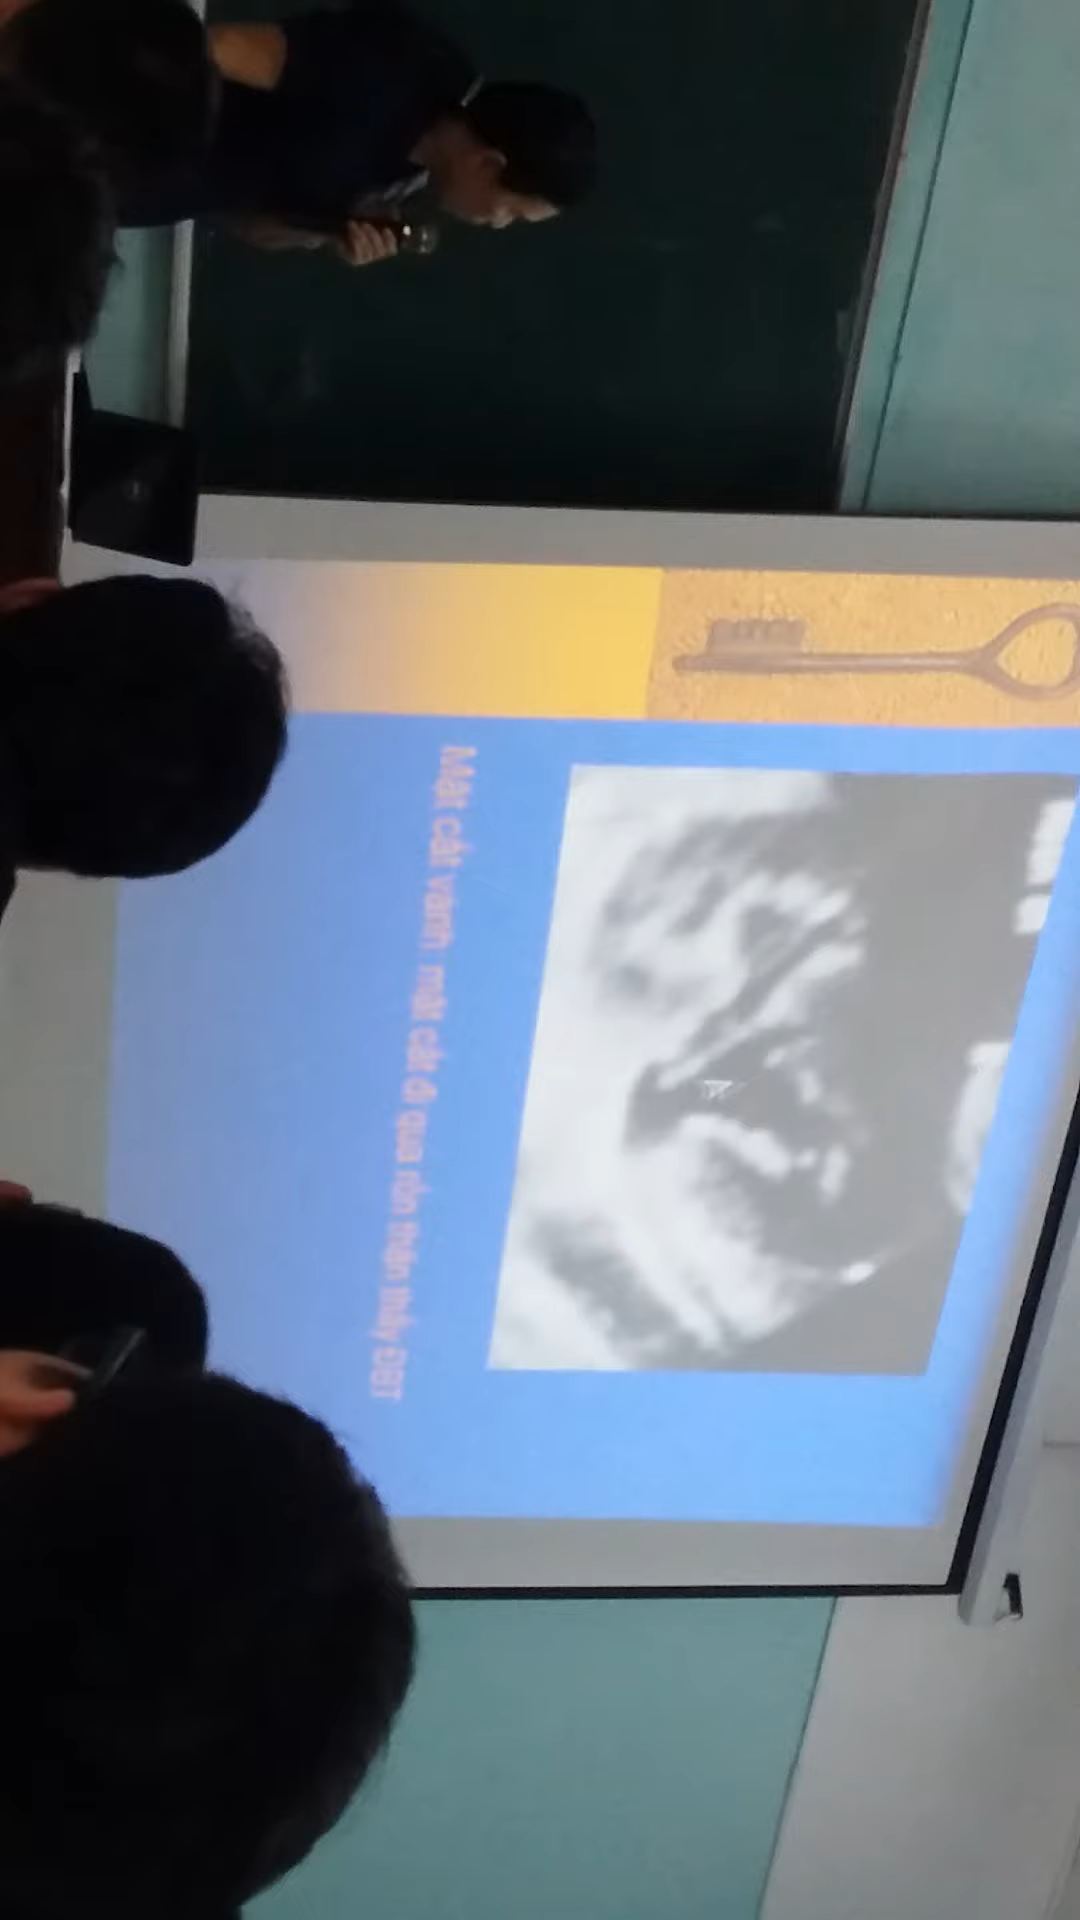 Mặt cắt vành: mặt cắt đi qua rốn thận thấy ĐBT